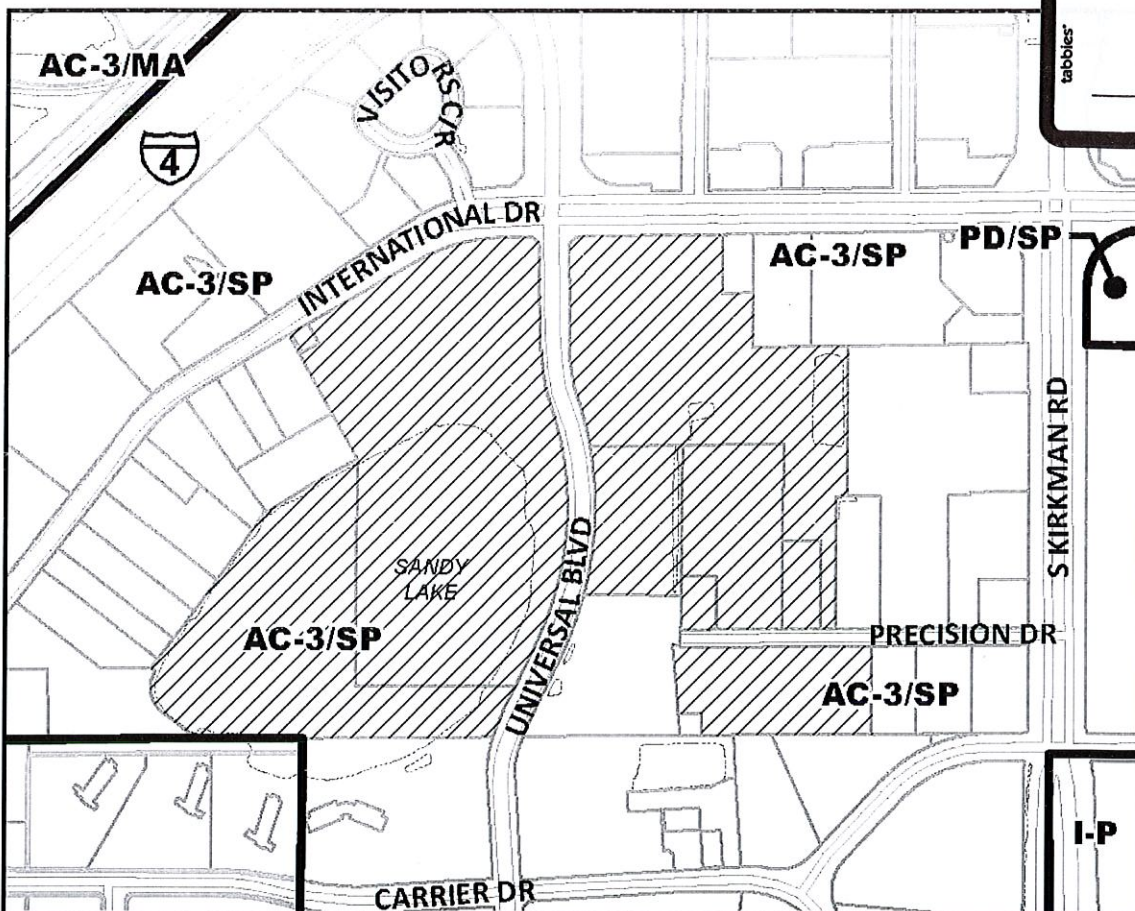 tabbies®
AC-3/MA
VISITORS CIR
4
INTERNATIONAL DR
AC-3/SP
AC-3/SP
PD/SP
S KIRKMAN RD
UNIVERSAL BLVD
SANDY
LAKE
AC-3/SP
PRECISION DR
AC-3/SP
I-P
CARRIER DR